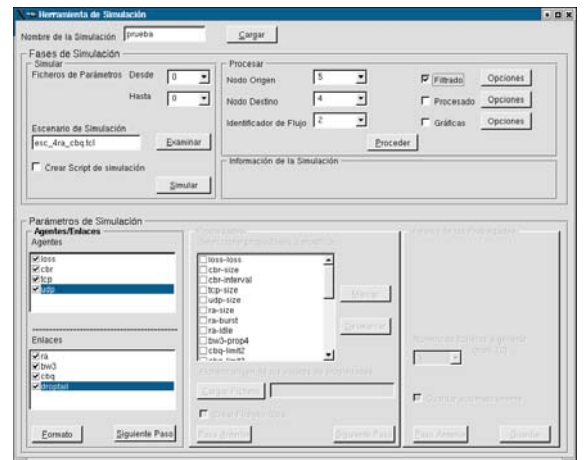 Herramienta de Simulación
Nombre de la Simulación prueba Cargar
Fases de Simulación
Simular
Ficheros de Parámetros Desde 0
Hasta 0
Escenario de Simulación
esc_4ra_cbq.tcl Examinar
Crear Script de simulación
Simular
Procesar
Nodo Origen 5 Filtrado Opciones
Nodo Destino 4 Procesado Opciones
Identificador de Flujo 2 Gráficas Opciones
Proceder
Información de la Simulación
Parámetros de Simulación
Agentes/Enlaces
Agentes
loss
cbr
tcp
udp
Enlaces
ra
bw3
cbq
droptail
Formato Siguiente Paso
loss-loss
cbr-size
cbr-interval
tcp-size
udp-size
ra-size
ra-burst
ra-idle
bw3-prop4
cbq-limit2
Marcar
Desmarcar
Cargar Fichero
Paso Anterior Siguiente Paso
Paso Anterior Guardar